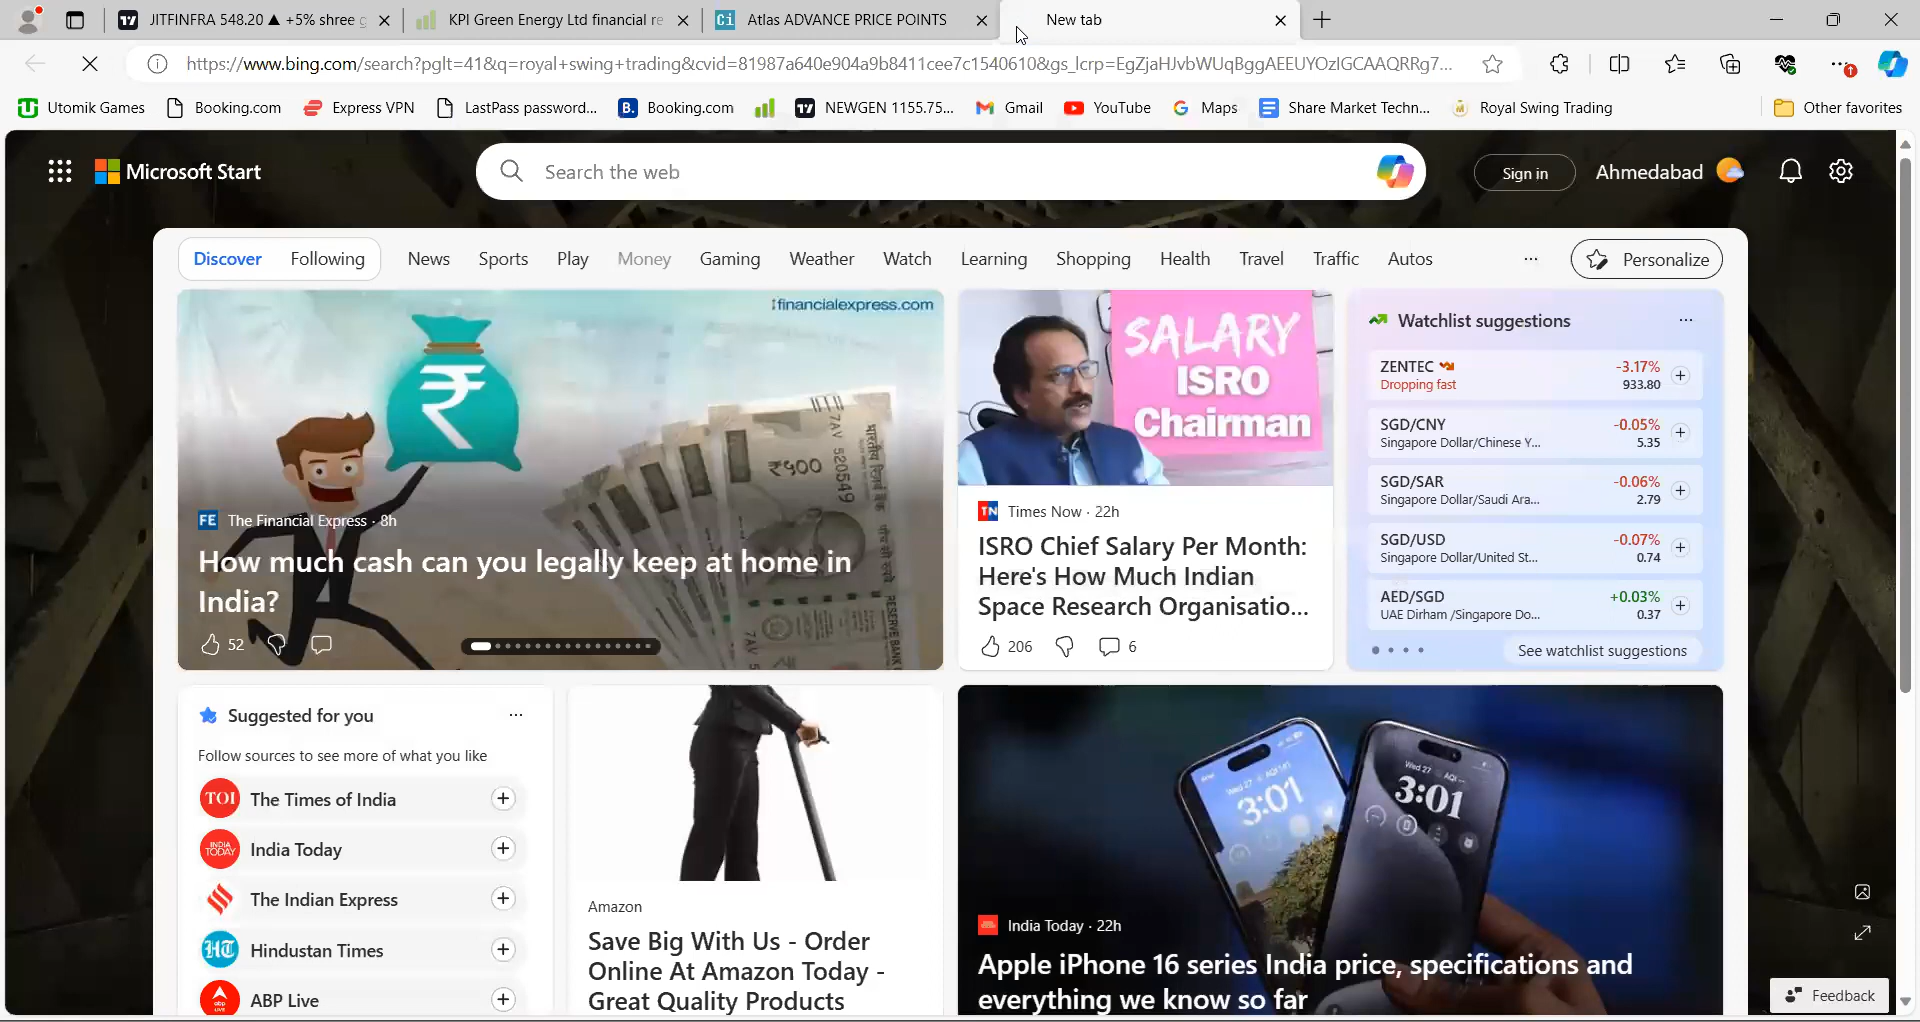 JITFINFRA 548.20 ▲ +5% shree g
KPI Green Energy Ltd financial re
Atlas ADVANCE PRICE POINTS
New tab
https://www.bing.com/search?pglt=41&q=royal+swing+trading&cvid=81987a640e904a9b8411cee7c1540610&gs_lcrp=EgZjaHJvbWUqBggAEEUYOzIGCAAQRRg7...
Utomik Games
Booking.com
Express VPN
LastPass password...
B. Booking.com
NEWGEN 1155.75...
Gmail
YouTube
Maps
Share Market Techn...
Royal Swing Trading
Other favorites
Microsoft Start
Search the web
Sign in
Ahmedabad
Discover
Following
News
Sports
Play
Money
Gaming
Weather
Watch
Learning
Shopping
Health
Travel
Traffic
Autos
...
Personalize
financialexpress.com
FE The Financial Express · 8h
How much cash can you legally keep at home in
India?
52
SALARY
ISRO
Chairman
TN Times Now · 22h
ISRO Chief Salary Per Month:
Here's How Much Indian
Space Research Organisatio...
206
6
Watchlist suggestions
ZENTEC -3.17%
Dropping fast 933.80
SGD/CNY -0.05%
Singapore Dollar/Chinese Y... 5.35
SGD/SAR -0.06%
Singapore Dollar/Saudi Ara... 2.79
SGD/USD -0.07%
Singapore Dollar/United St... 0.74
AED/SGD +0.03%
UAE Dirham /Singapore Do... 0.37
See watchlist suggestions
Suggested for you
Follow sources to see more of what you like
TOI The Times of India
INDIA TODAY India Today
The Indian Express
HT Hindustan Times
abp LIVE ABP Live
Amazon
Save Big With Us - Order
Online At Amazon Today -
Great Quality Products
3:01
3:01
India Today · 22h
Apple iPhone 16 series India price, specifications and
everything we know so far
Feedback